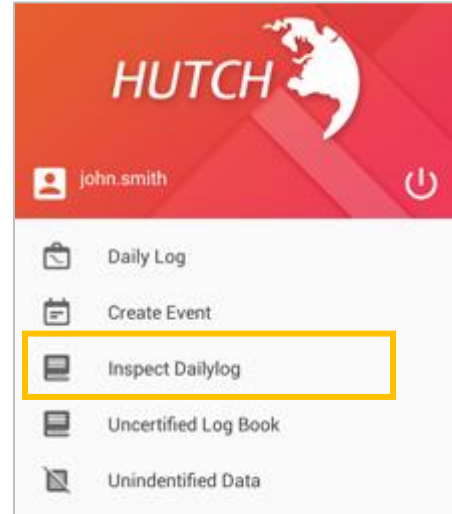 HUTCH
john.smith
Daily Log
Create Event
Inspect Dailylog
Uncertified Log Book
Unindentified Data